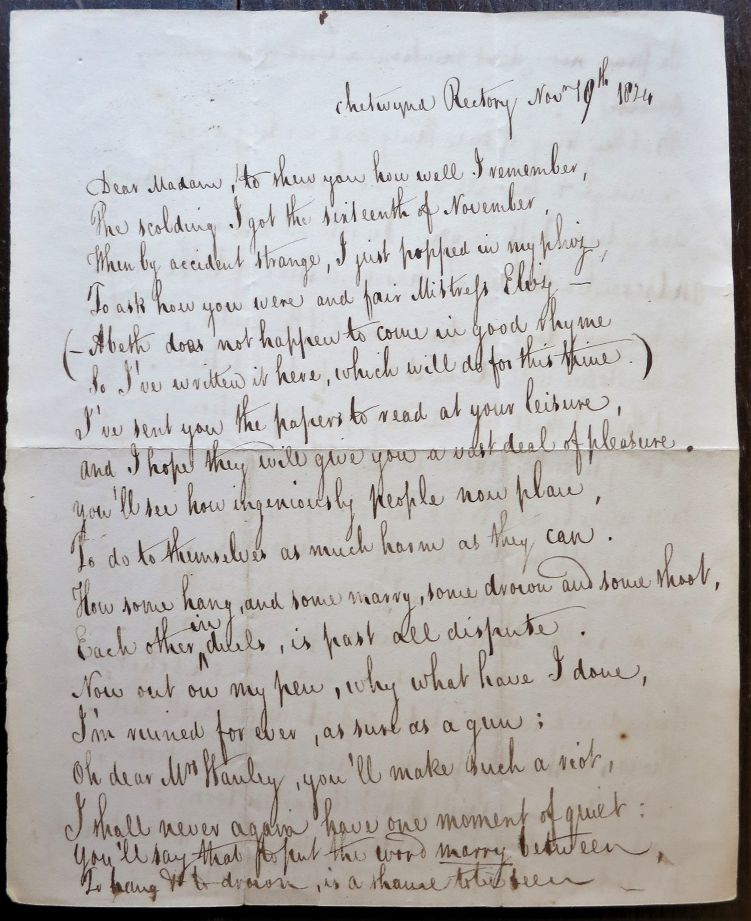 Chetwynd Rectory Novr 19th 1824
Dear Madam, to shew you how well I remember,
The scolding I got the sixteenth of November,
When by accident strange, I just popped in my phiz,
To ask how you were and fair Mistress Eliz —
(— Abeth does not happen to come in good rhyme
So I've written it here, which will do for this time.)
I've sent you the papers to read at your leisure,
and I hope they will give you a vast deal of pleasure.
You'll see how ingeniously people now plan,
To do to themselves as much harm as they can.
How some hang, and some marry, some drown and some shoot,
Each other in duels, is past all dispute.
Now out on my pen, why what have I done,
I'm ruined for ever, as sure as a gun:
Oh dear Mrs Stanley, you'll make such a riot,
I shall never again have one moment of quiet:
You'll say that to put the word marry between,
To hang & to drown, is a shame to be seen —